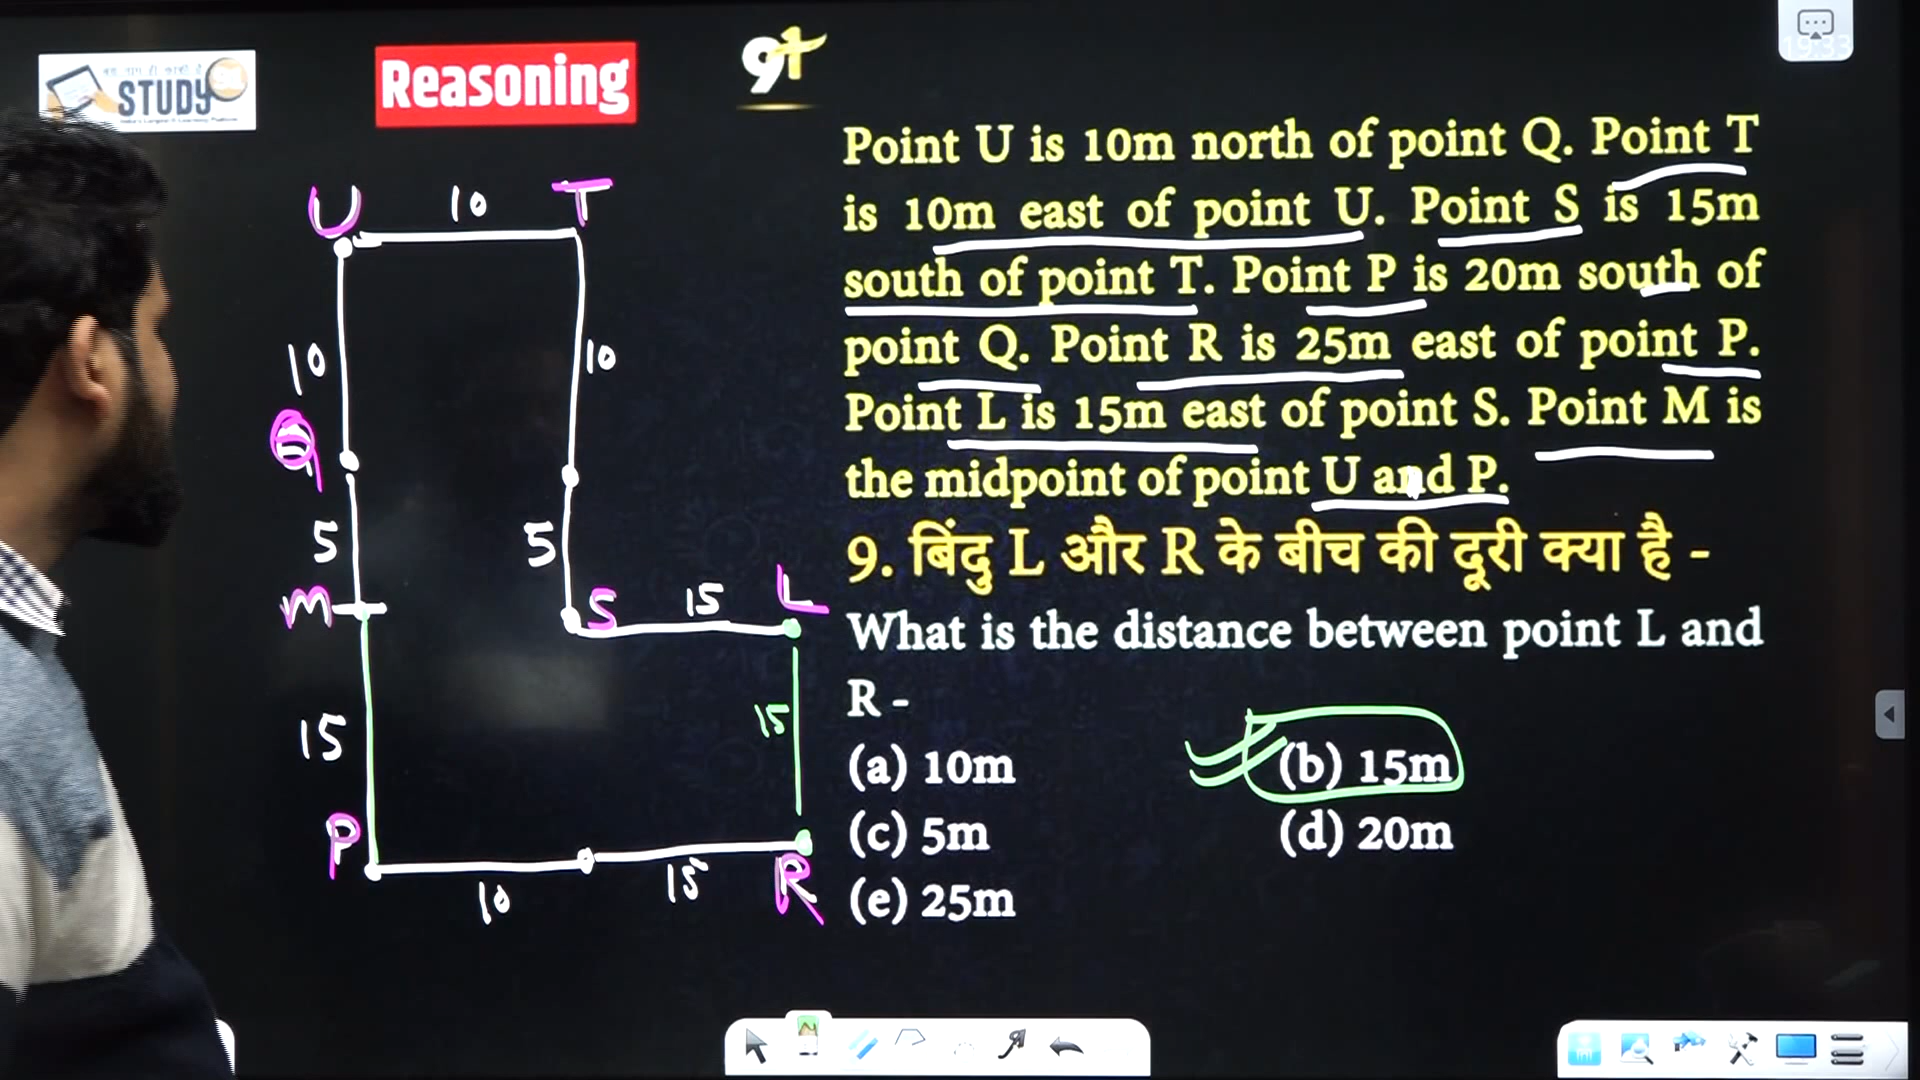 STUDY
Reasoning
9+
19:33
Point U is 10m north of point Q. Point T
is 10m east of point U. Point S is 15m
south of point T. Point P is 20m south of
point Q. Point R is 25m east of point P.
Point L is 15m east of point S. Point M is
the midpoint of point U and P.
9. बिंदु L और R के बीच की दूरी क्या है -
What is the distance between point L and
R -
(a) 10m (b) 15m
(c) 5m (d) 20m
(e) 25m
U 10 T
10 10
Q
5 5
M S 15 L
15 15
P R
10 15